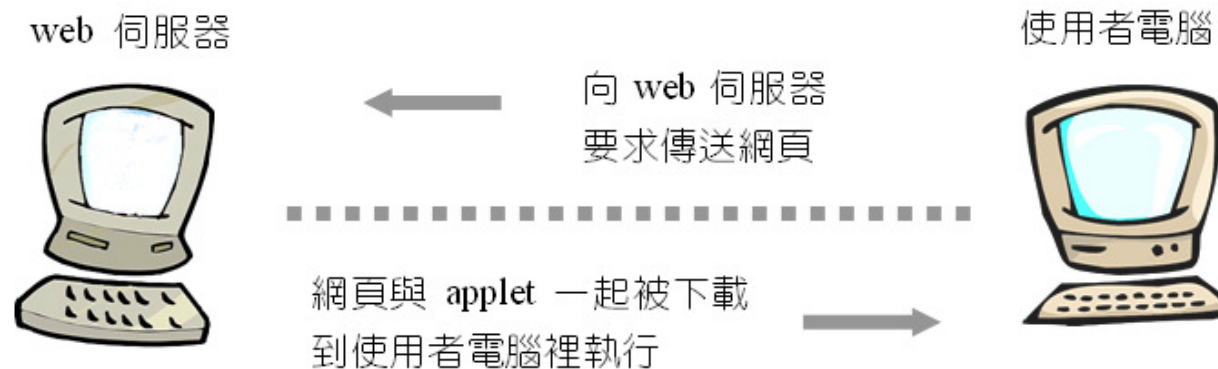 web 伺服器
使用者電腦
向 web 伺服器
要求傳送網頁
網頁與 applet 一起被下載
到使用者電腦裡執行